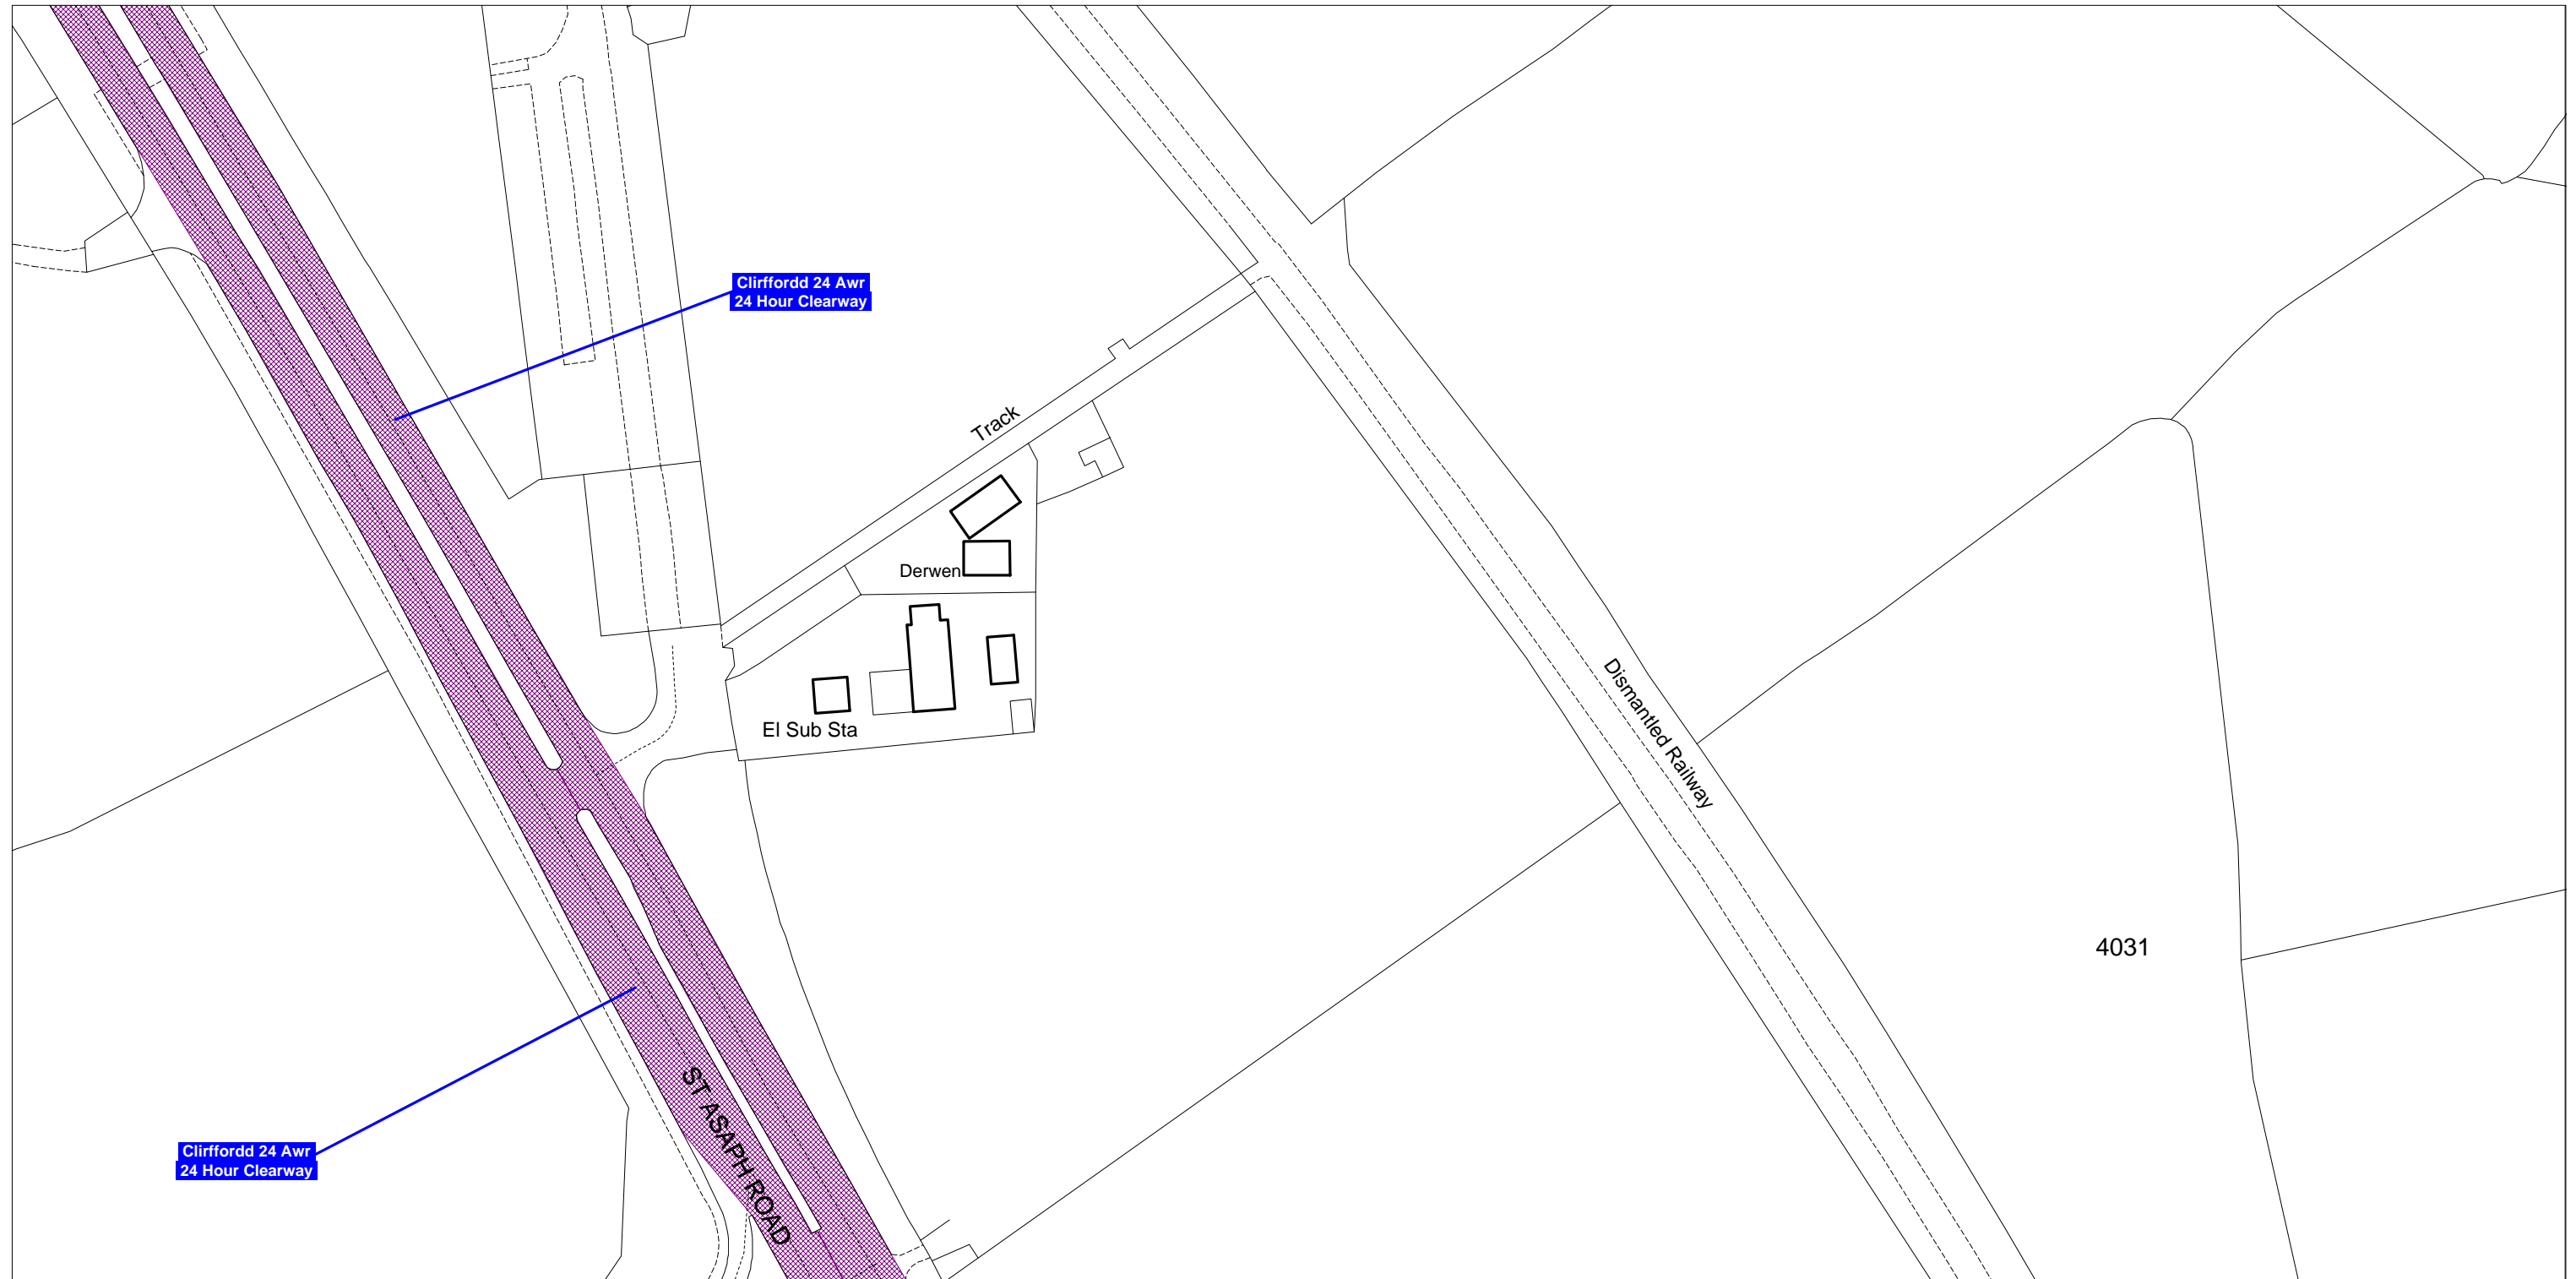 Clirffordd 24 Awr
24 Hour Clearway
Track
Derwen
El Sub Sta
Dismantled Railway
4031
ST ASAPH ROAD
Clirffordd 24 Awr
24 Hour Clearway